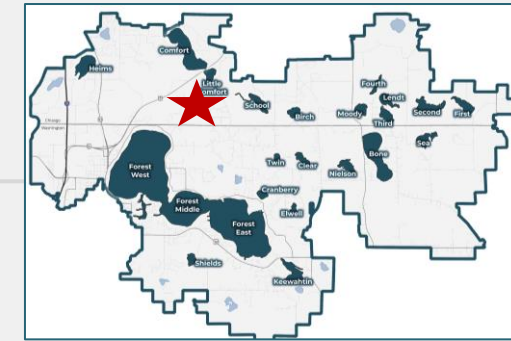 Comfort
Heims
Little
Comfort
School
Birch
Moody
Fourth
Lendt
Third
Second
First
Sea
Bone
Chisago
Washington
Forest
West
Twin
Clear
Nielson
Cranberry
Forest
Middle
Forest
East
Elwell
Shields
Keewahtin